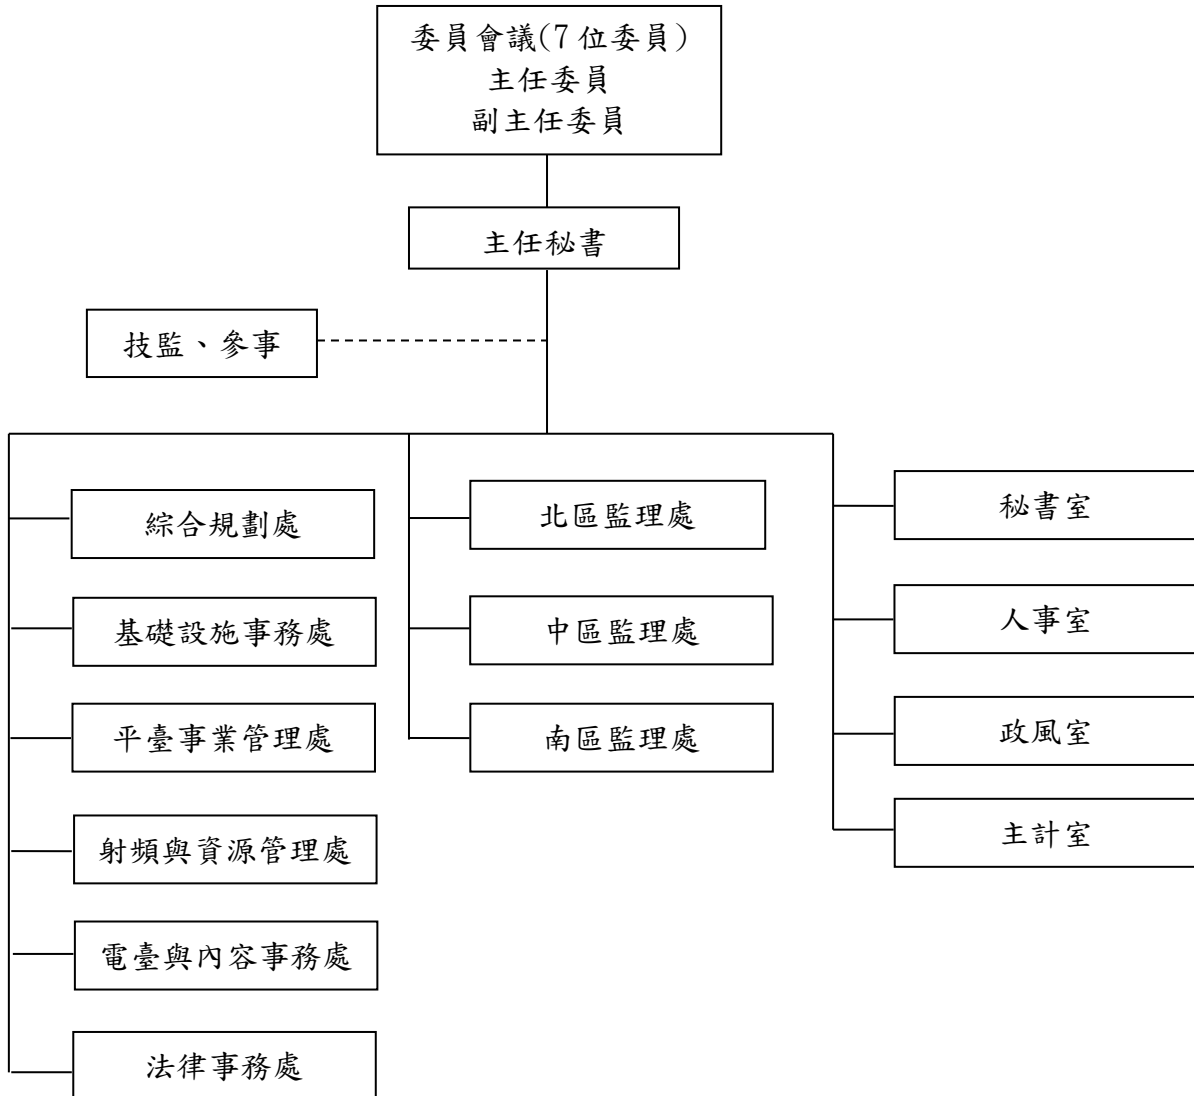 委員會議(7位委員)
主任委員
副主任委員
主任秘書
技監、參事
綜合規劃處
基礎設施事務處
平臺事業管理處
射頻與資源管理處
電臺與內容事務處
法律事務處
北區監理處
中區監理處
南區監理處
秘書室
人事室
政風室
主計室